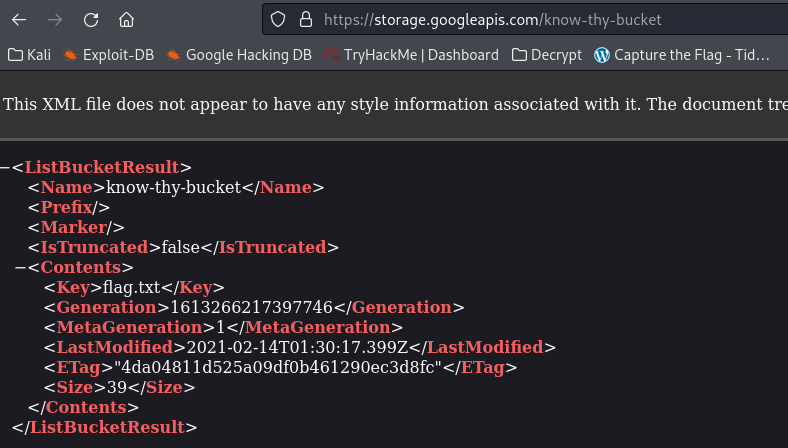 https://storage.googleapis.com/know-thy-bucket
Kali Exploit-DB Google Hacking DB TryHackMe | Dashboard Decrypt Capture the Flag - Tid…
This XML file does not appear to have any style information associated with it. The document tre
−<ListBucketResult>
<Name>know-thy-bucket</Name>
<Prefix/>
<Marker/>
<IsTruncated>false</IsTruncated>
−<Contents>
<Key>flag.txt</Key>
<Generation>1613266217397746</Generation>
<MetaGeneration>1</MetaGeneration>
<LastModified>2021-02-14T01:30:17.399Z</LastModified>
<ETag>"4da04811d525a09df0b461290ec3d8fc"</ETag>
<Size>39</Size>
</Contents>
</ListBucketResult>